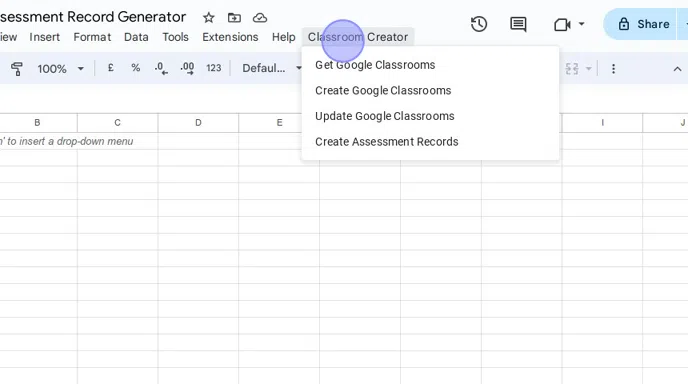 sessment Record Generator
Share
iew Insert Format Data Tools Extensions Help Classroom Creator
100% £ % .0 .00 123 Defaul...
Get Google Classrooms
Create Google Classrooms
Update Google Classrooms
Create Assessment Records
B C D E I J
n' to insert a drop-down menu